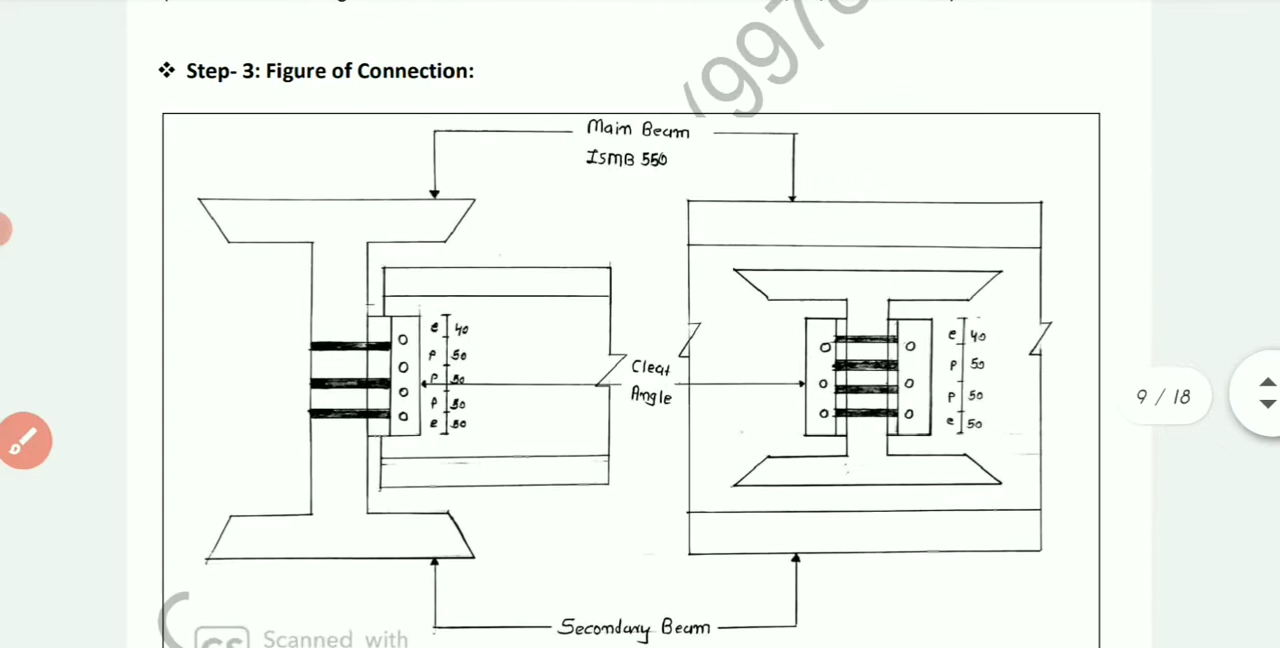 ❖ Step- 3: Figure of Connection:
Main Beam
ISMB 550
e 40
P 50
P 50
P 50
e 50
Cleat
Angle
e 40
P 50
P 50
e 50
9 / 18
Secondary Beam
CS Scanned with